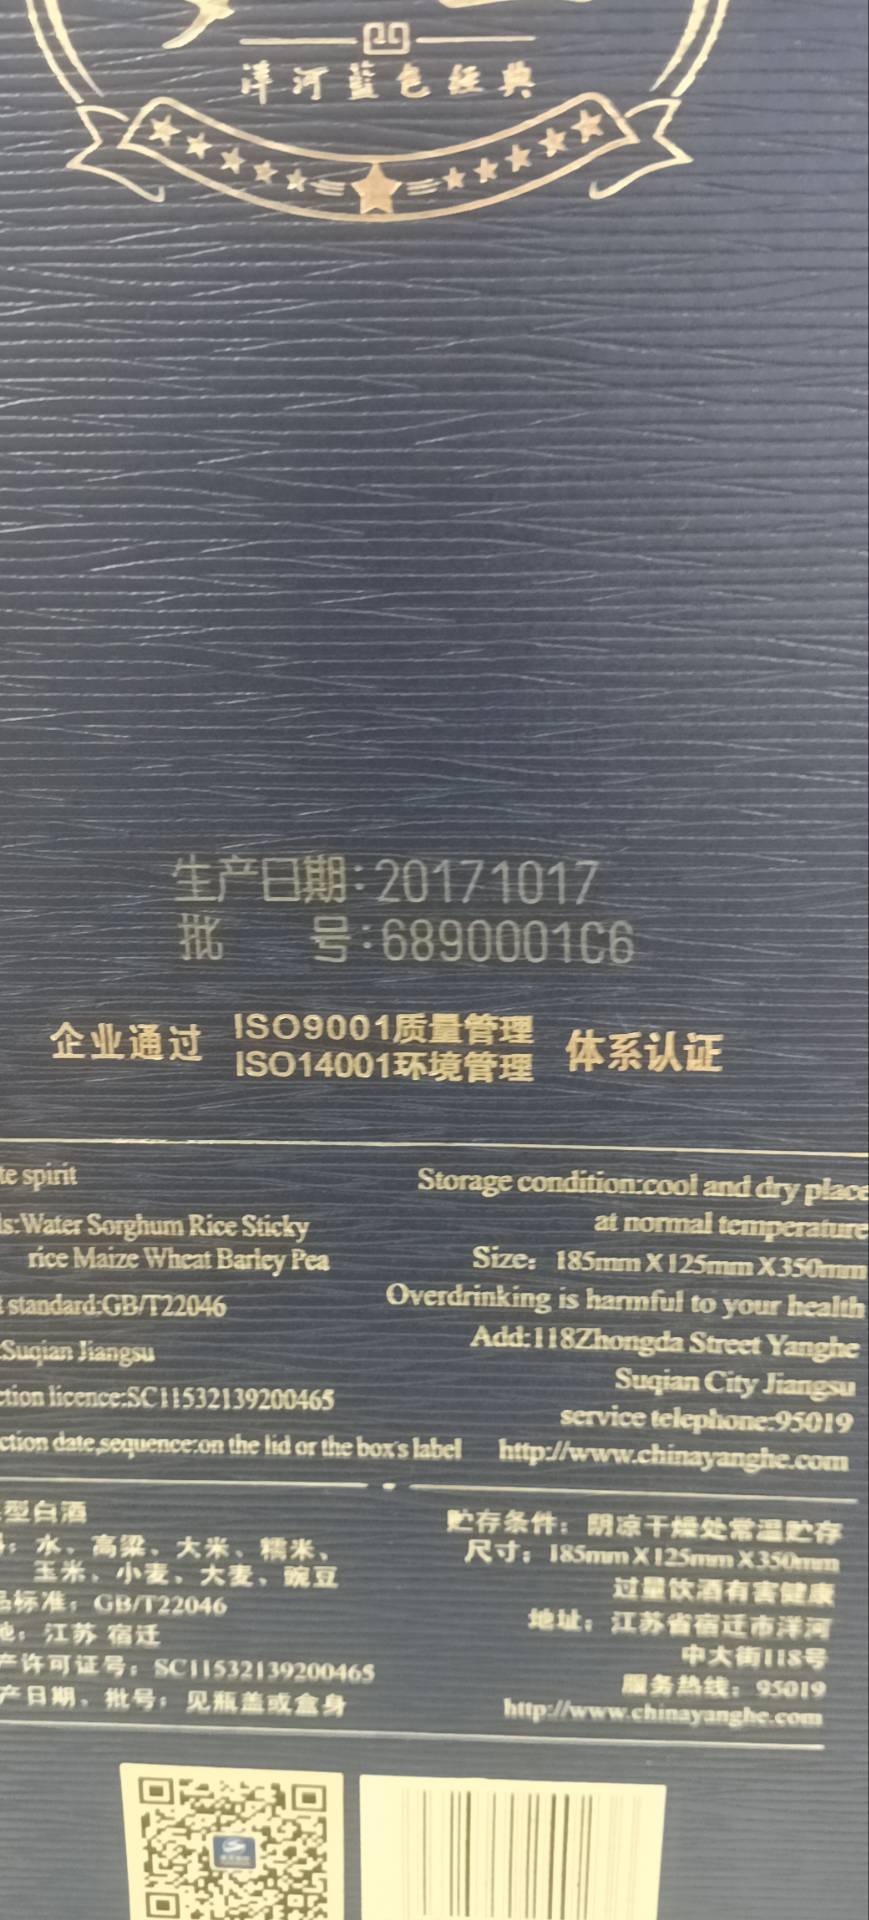 洋河蓝色经典
生产日期:20171017
批 号:6890001C6
企业通过 ISO9001质量管理 体系认证
ISO14001环境管理
te spirit
ls:Water Sorghum Rice Sticky
rice Maize Wheat Barley Pea
t standard:GB/T22046
:Suqian Jiangsu
ction licence:SC11532139200465
ction date,sequence:on the lid or the box's label
Storage condition:cool and dry place
at normal temperature
Size：185mm X 125mm X 350mm
Overdrinking is harmful to your health
Add:118Zhongda Street Yanghe
Suqian City Jiangsu
service telephone:95019
http://www.chinayanghe.com
型白酒
：水、高粱、大米、糯米、
玉米、小麦、大麦、豌豆
品标准：GB/T22046
地：江苏 宿迁
产许可证号：SC11532139200465
产日期、批号：见瓶盖或盒身
贮存条件：阴凉干燥处常温贮存
尺寸：185mm X 125mm X 350mm
过量饮酒有害健康
地址：江苏省宿迁市洋河
中大街118号
服务热线：95019
http://www.chinayanghe.com